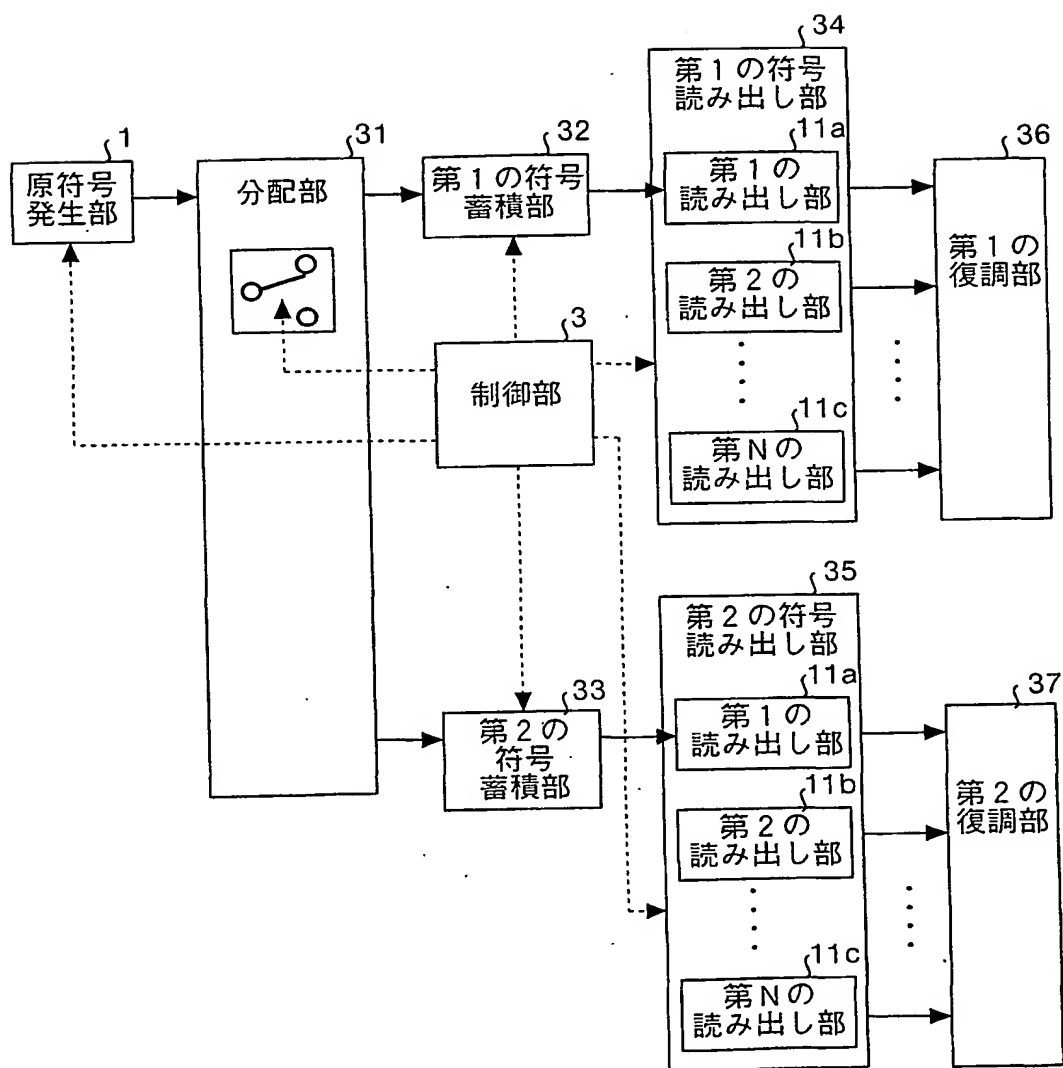 1
原符号
発生部
31
分配部
32
第1の符号
蓄積部
3
制御部
33
第2の
符号
蓄積部
34
第1の符号
読み出し部
11a
第1の
読み出し部
11b
第2の
読み出し部
11c
第Nの
読み出し部
36
第1の
復調部
35
第2の符号
読み出し部
11a
第1の
読み出し部
11b
第2の
読み出し部
11c
第Nの
読み出し部
37
第2の
復調部